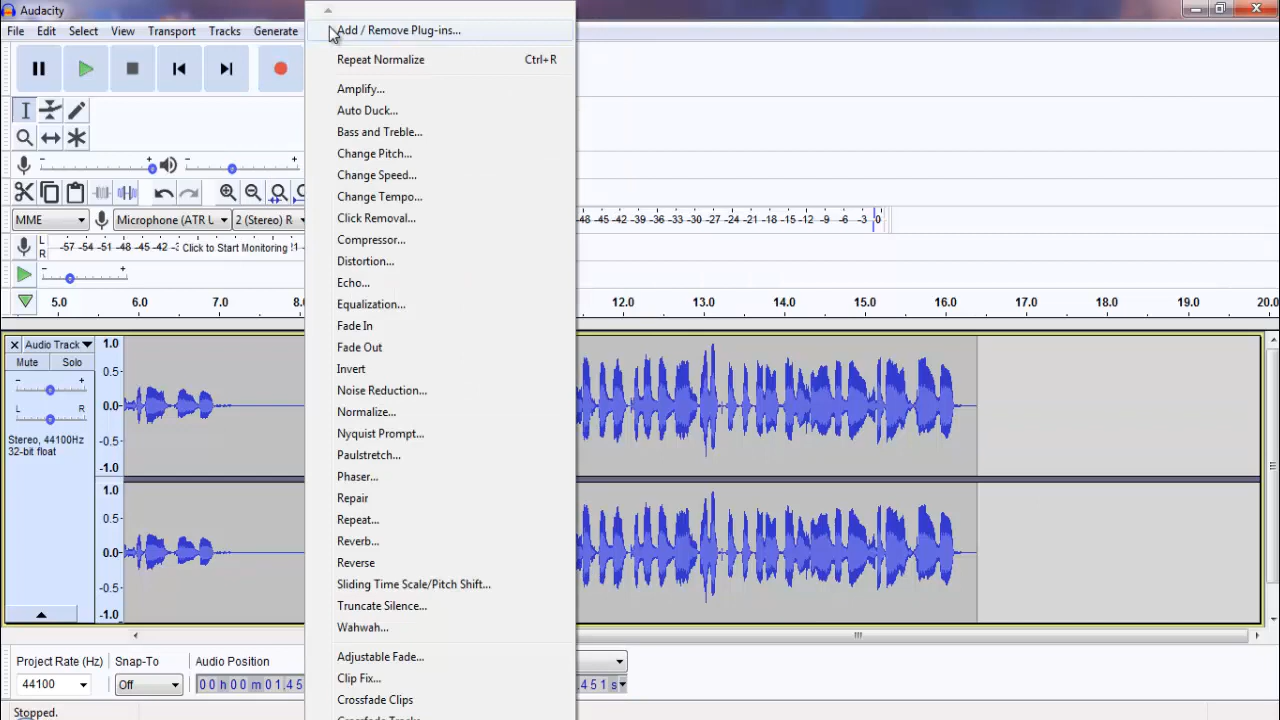 Audacity
File Edit Select View Transport Tracks Generate
Add / Remove Plug-ins...
Repeat Normalize Ctrl+R
Amplify...
Auto Duck...
Bass and Treble...
Change Pitch...
Change Speed...
Change Tempo...
Click Removal...
Compressor...
Distortion...
Echo...
Equalization...
Fade In
Fade Out
Invert
Noise Reduction...
Normalize...
Nyquist Prompt...
Paulstretch...
Phaser...
Repair
Repeat...
Reverb...
Reverse
Sliding Time Scale/Pitch Shift...
Truncate Silence...
Wahwah...
Adjustable Fade...
Clip Fix...
Crossfade Clips
Crossfade Tracks
MME Microphone (ATR U 2 (Stereo) R
-48 -45 -42 -39 -36 -33 -30 -27 -24 -21 -18 -15 -12 -9 -6 -3 0
L
R
-57 -54 -51 -48 -45 -42 Click to Start Monitoring
5.0 6.0 7.0 8. 12.0 13.0 14.0 15.0 16.0 17.0 18.0 19.0 20.0
Audio Track
Mute Solo
- +
L R
Stereo, 44100Hz
32-bit float
1.0
0.5
0.0
-0.5
-1.0
1.0
0.5
0.0
-0.5
-1.0
Project Rate (Hz) Snap-To Audio Position
44100 Off 00h00m01.45 .451s
Stopped.